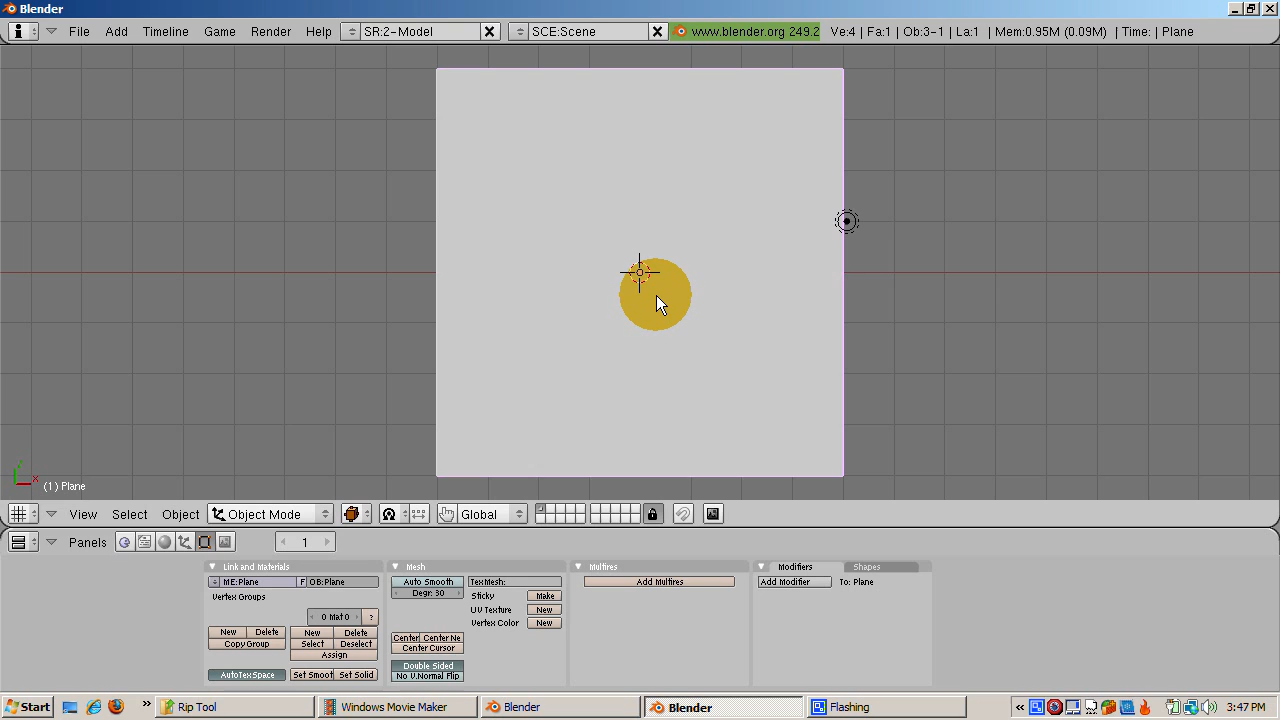 Blender
File Add Timeline Game Render Help SR:2-Model SCE:Scene www.blender.org 249.2 Ve:4 | Fa:1 | Ob:3-1 | La:1 | Mem:0.95M (0.09M) | Time: | Plane
(1) Plane
View Select Object Object Mode Global
Panels 1
Link and Materials Mesh Multires Modifiers Shapes
ME:Plane F OB:Plane Auto Smooth TexMesh: Add Multires Add Modifier To: Plane
Vertex Groups Degr: 30 Sticky Make
UV Texture New
0 Mat 0 ? Vertex Color New
New Delete New Delete Center Center Ne
Copy Group Select Deselect Center Cursor
Assign
Double Sided
AutoTexSpace Set Smoot Set Solid No V.Normal Flip
Start Rip Tool Windows Movie Maker Blender Blender Flashing 3:47 PM